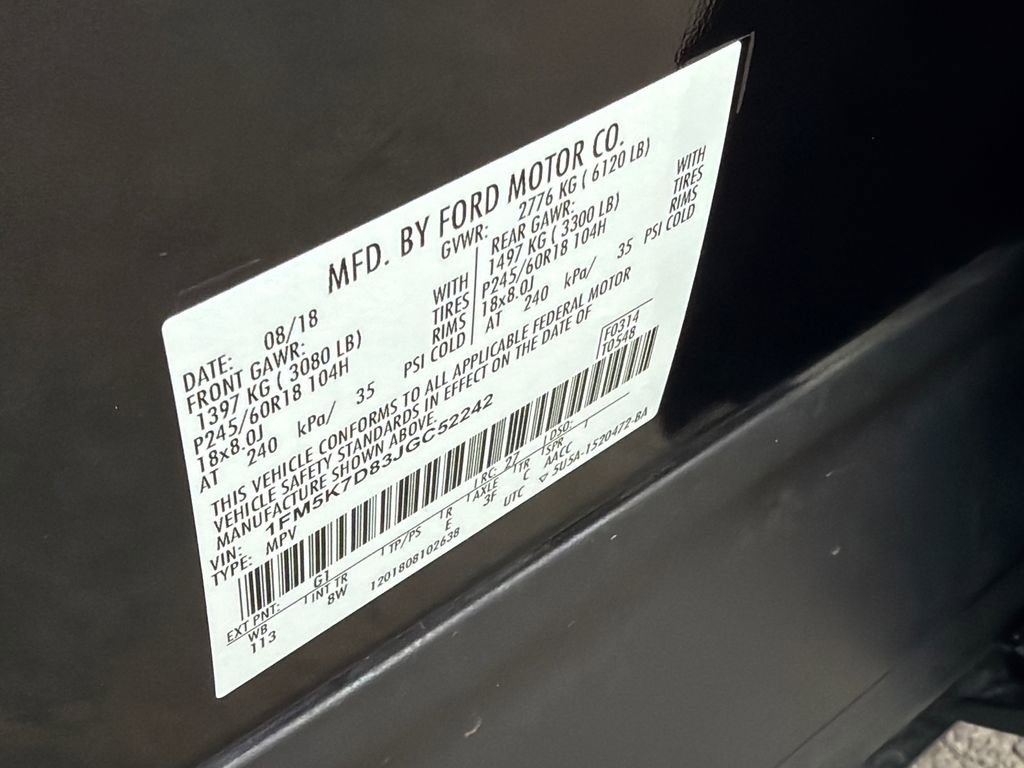 MFD. BY FORD MOTOR CO.
DATE: 08/18 GVWR: 2776 KG ( 6120 LB)
FRONT GAWR: REAR GAWR:
1397 KG ( 3080 LB) WITH 1497 KG ( 3300 LB) WITH
P245/60R18 104H TIRES P245/60R18 104H TIRES
18x8.0J RIMS 18x8.0J RIMS
AT 240 kPa/ 35 PSI COLD AT 240 kPa/ 35 PSI COLD
THIS VEHICLE CONFORMS TO ALL APPLICABLE FEDERAL MOTOR
VEHICLE SAFETY STANDARDS IN EFFECT ON THE DATE OF
MANUFACTURE SHOWN ABOVE.
VIN: 1FM5K7D83JGC52242 F0314
TYPE: MPV T0548
EXT PNT: G1 RC: 27 DSO:
WB INT TR TP/PS R AXLE TR SPR
113 8W E 3F C AACC
1201808102638 UTC 5U5A-1520472-BA